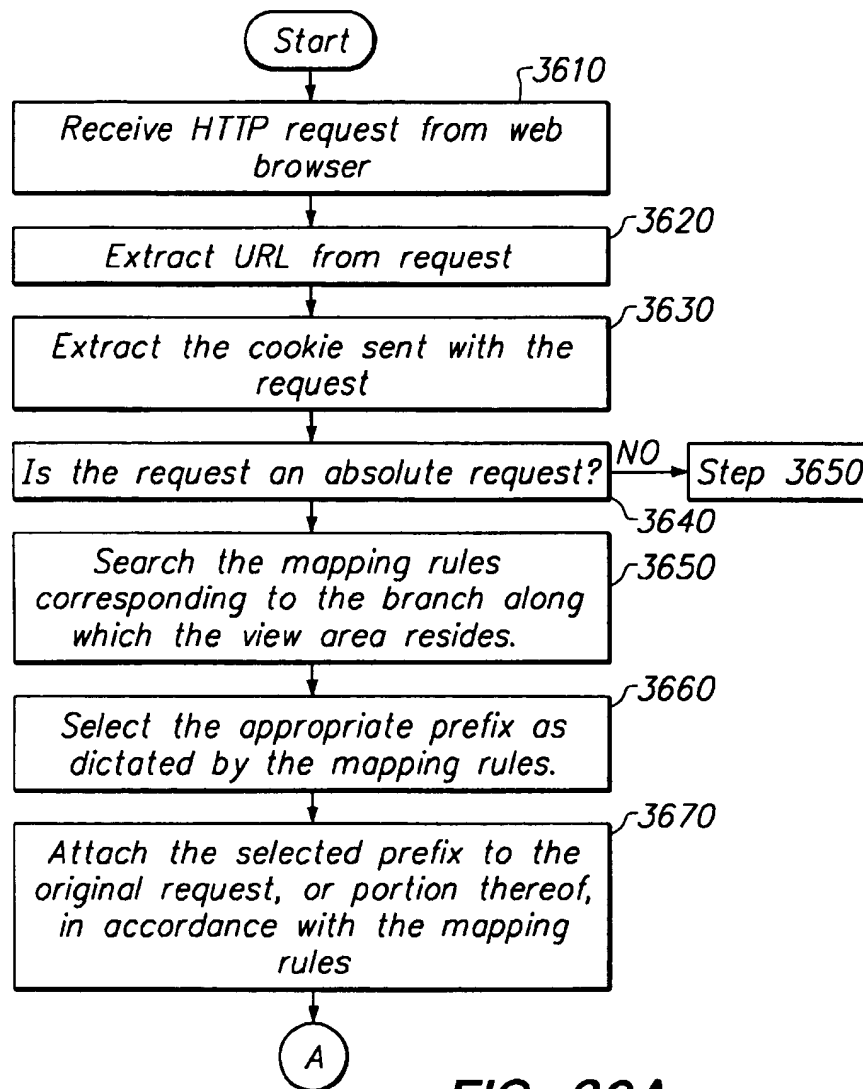 Start
3610
Receive HTTP request from web
browser
3620
Extract URL from request
3630
Extract the cookie sent with the
request
Is the request an absolute request?
NO
Step 3650
3640
Search the mapping rules
corresponding to the branch along
which the view area resides.
3650
3660
Select the appropriate prefix as
dictated by the mapping rules.
3670
Attach the selected prefix to the
original request, or portion thereof,
in accordance with the mapping
rules
A